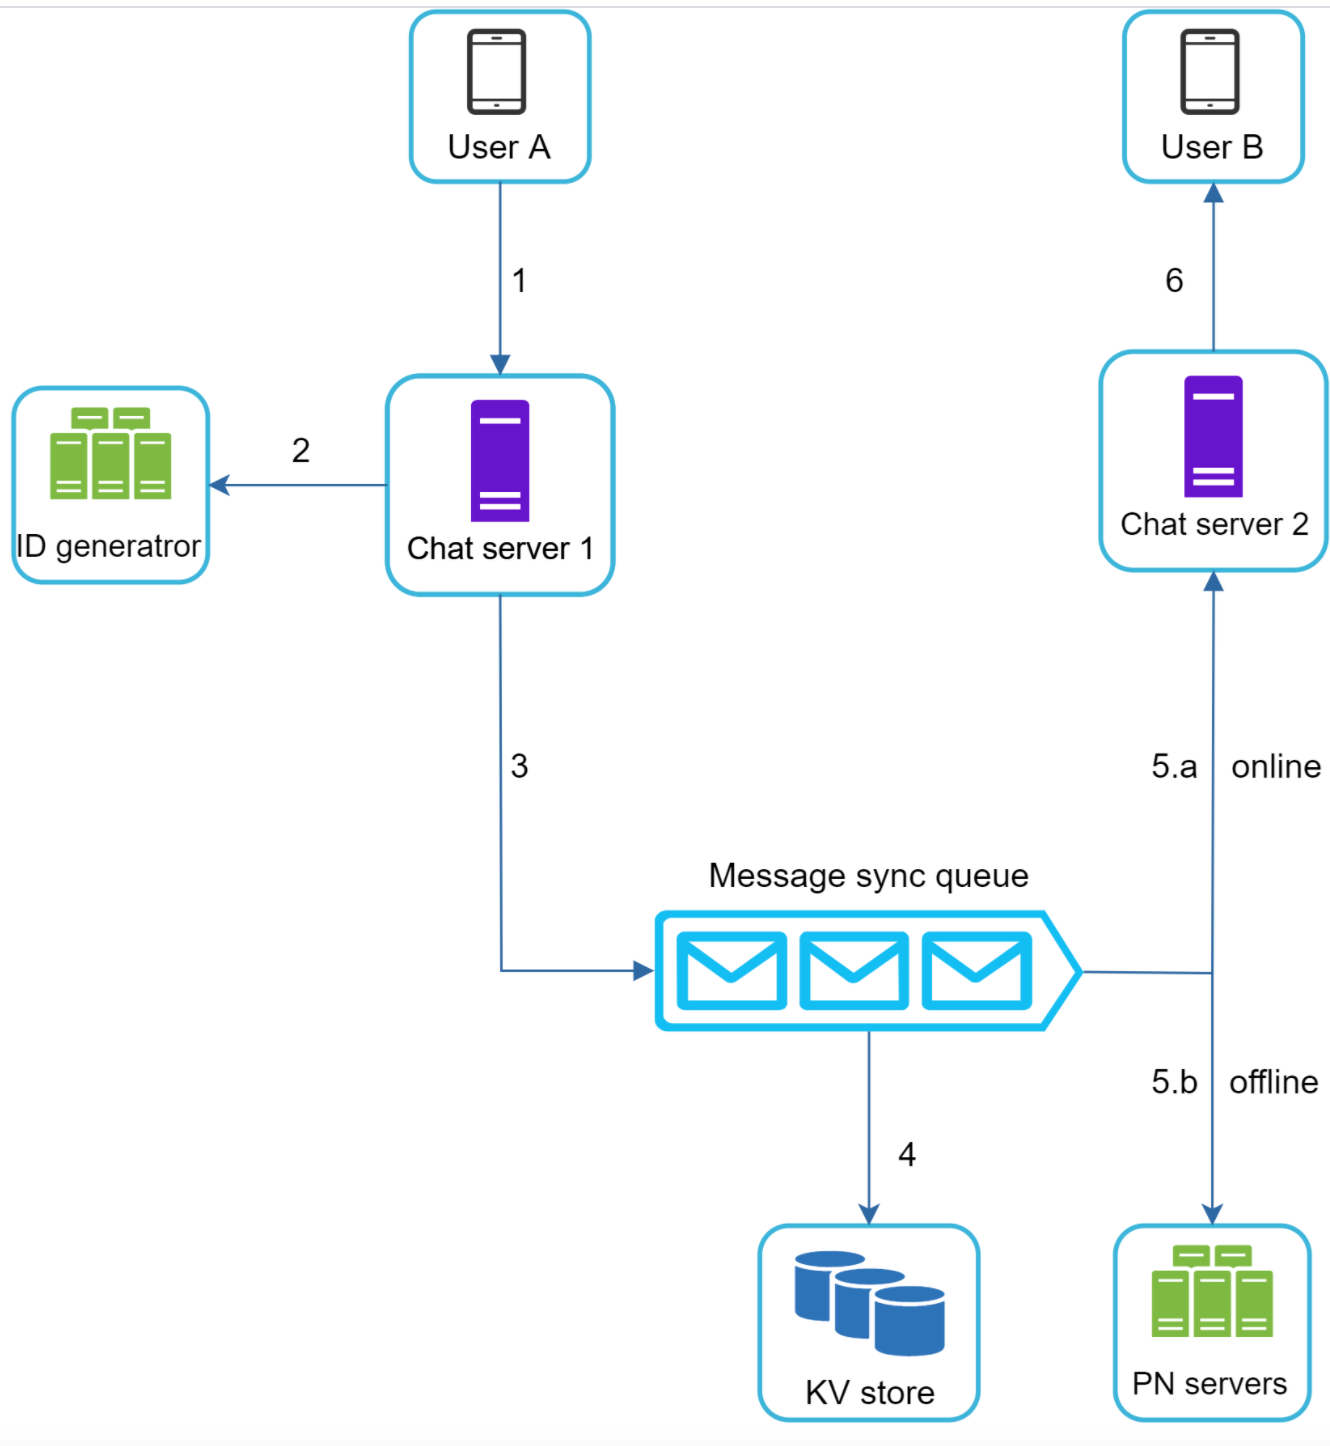 User A
User B
1
6
2
ID generatror
Chat server 1
Chat server 2
3
5.a
online
Message sync queue
5.b
offline
4
KV store
PN servers